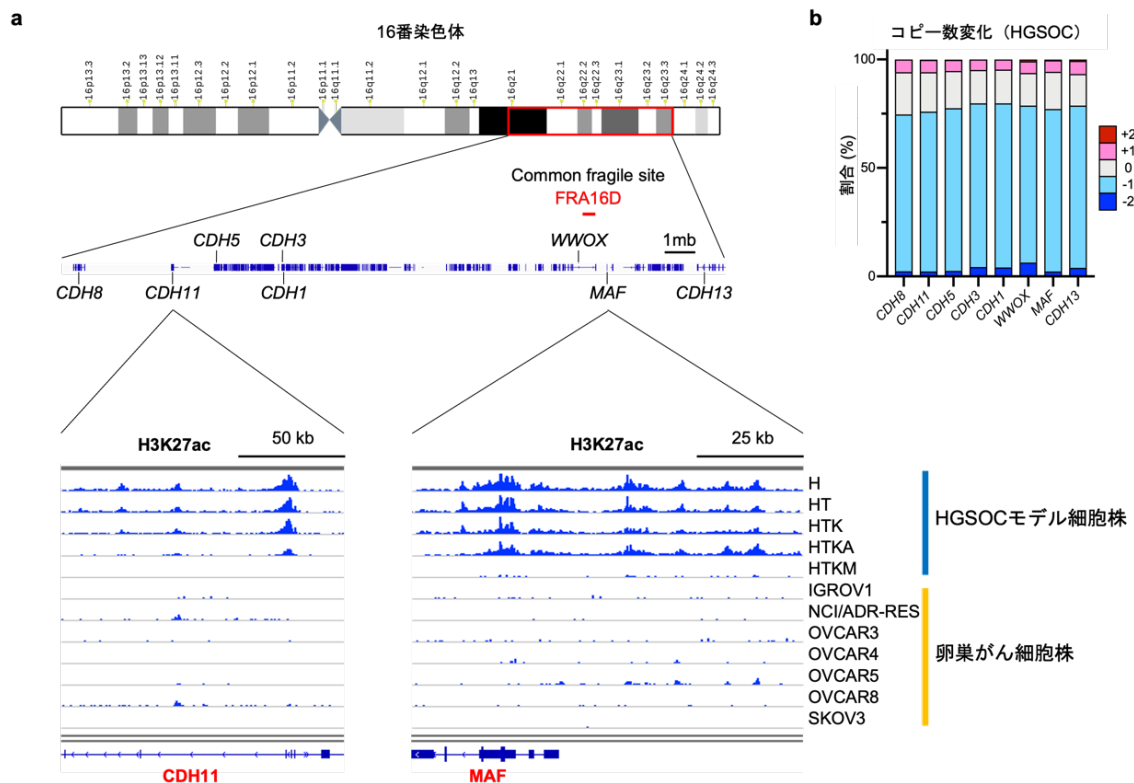 a
16番染色体
16p13.3
16p13.2
16p13.13
16p13.12
16p13.11
16p12.3
16p12.2
16p12.1
16p11.2
16p11.1
16q11.1
16q11.2
16q12.1
16q12.2
16q13
16q21
16q22.1
16q22.2
16q22.3
16q23.1
16q23.2
16q23.3
16q24.1
16q24.2
16q24.3
Common fragile site
FRA16D
CDH5
CDH3
WWOX
1mb
CDH8
CDH11
CDH1
MAF
CDH13
H3K27ac
50 kb
H3K27ac
25 kb
H
HT
HTK
HTKA
HTKM
IGROV1
NCI/ADR-RES
OVCAR3
OVCAR4
OVCAR5
OVCAR8
SKOV3
HGSOCモデル細胞株
卵巣がん細胞株
CDH11
MAF
b
コピー数変化（HGSOC）
割合 (%)
100
50
0
+2
+1
0
-1
-2
CDH8
CDH11
CDH5
CDH3
CDH1
WWOX
MAF
CDH13